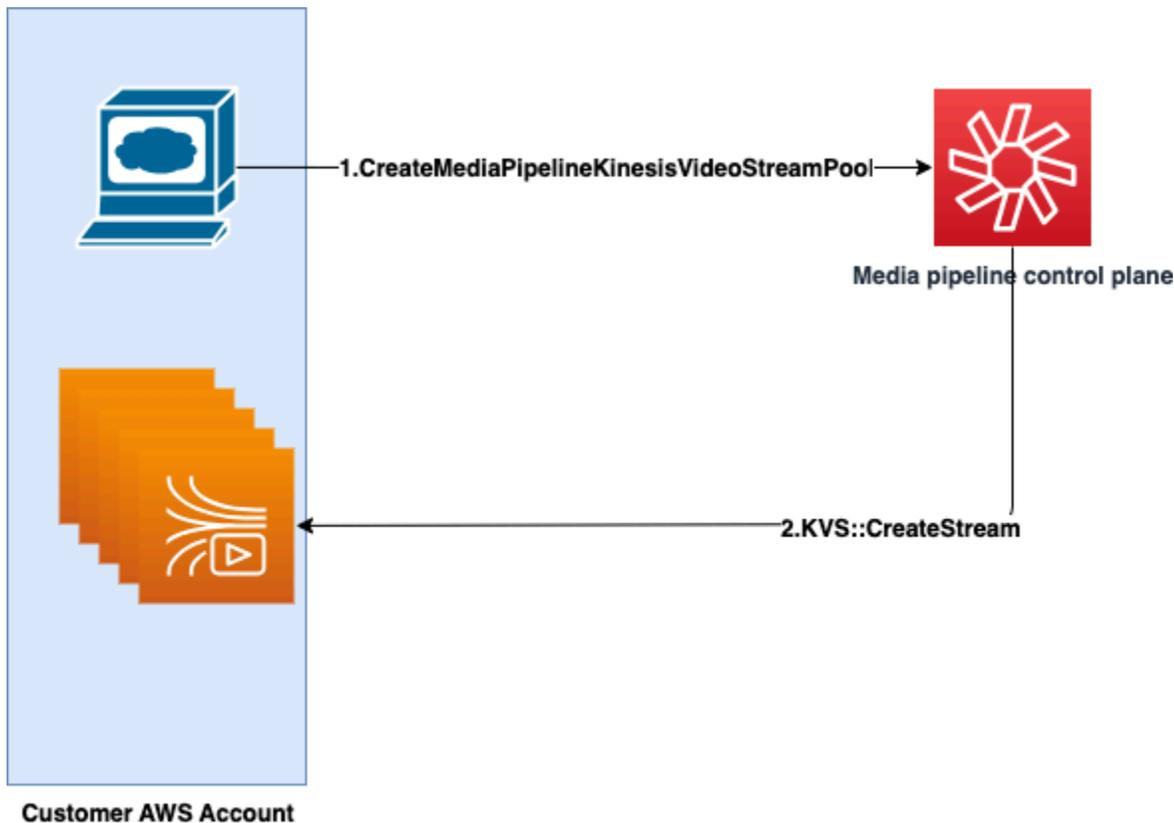 1.CreateMediaPipelineKinesisVideoStreamPool
Media pipeline control plane
2.KVS::CreateStream
Customer AWS Account